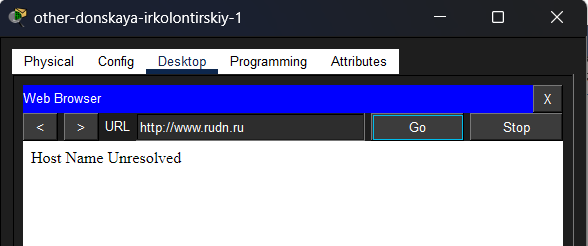 other-donskaya-irkolontirskiy-1
Physical Config Desktop Programming Attributes
Web Browser X
< > URL http://www.rudn.ru Go Stop
Host Name Unresolved